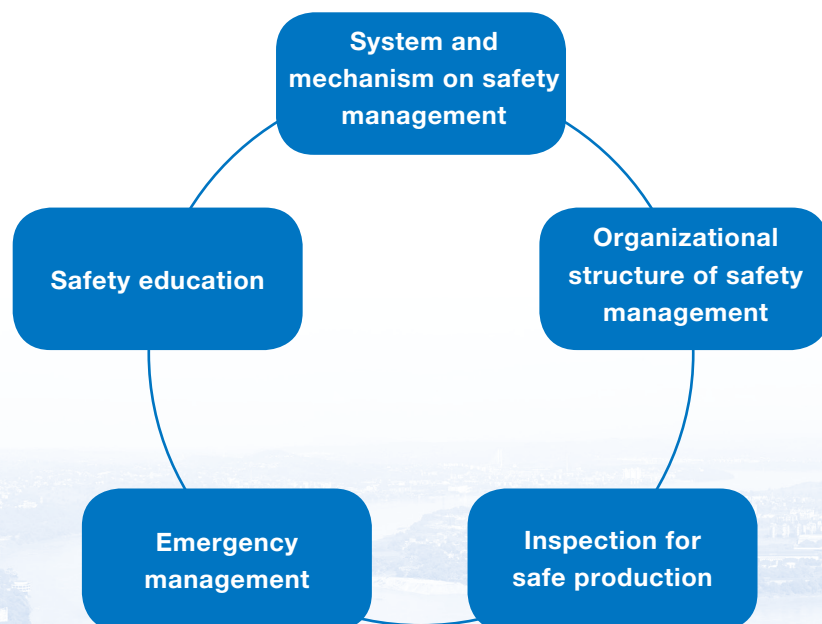 System and
mechanism on safety
management
Organizational
structure of safety
management
Safety education
Emergency
management
Inspection for
safe production